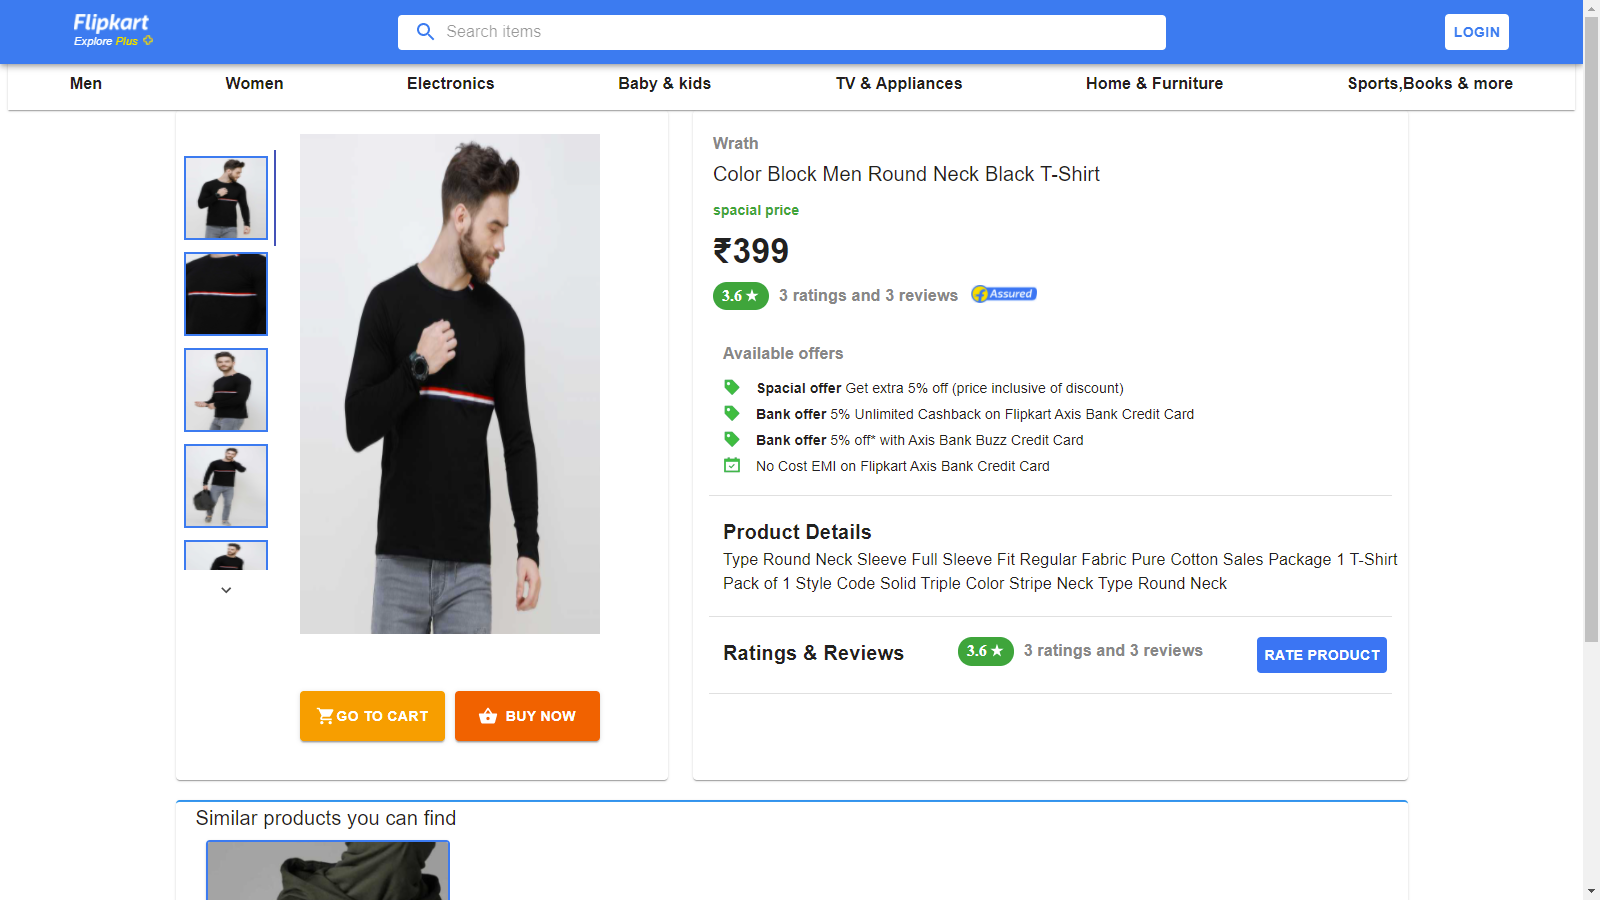 Flipkart
Explore Plus
Search items
LOGIN
Men
Women
Electronics
Baby & kids
TV & Appliances
Home & Furniture
Sports,Books & more
Wrath
Color Block Men Round Neck Black T-Shirt
spacial price
₹399
3.6 ★ 3 ratings and 3 reviews Assured
Available offers
Spacial offer Get extra 5% off (price inclusive of discount)
Bank offer 5% Unlimited Cashback on Flipkart Axis Bank Credit Card
Bank offer 5% off* with Axis Bank Buzz Credit Card
No Cost EMI on Flipkart Axis Bank Credit Card
Product Details
Type Round Neck Sleeve Full Sleeve Fit Regular Fabric Pure Cotton Sales Package 1 T-Shirt
Pack of 1 Style Code Solid Triple Color Stripe Neck Type Round Neck
Ratings & Reviews 3.6 ★ 3 ratings and 3 reviews RATE PRODUCT
GO TO CART
BUY NOW
Similar products you can find